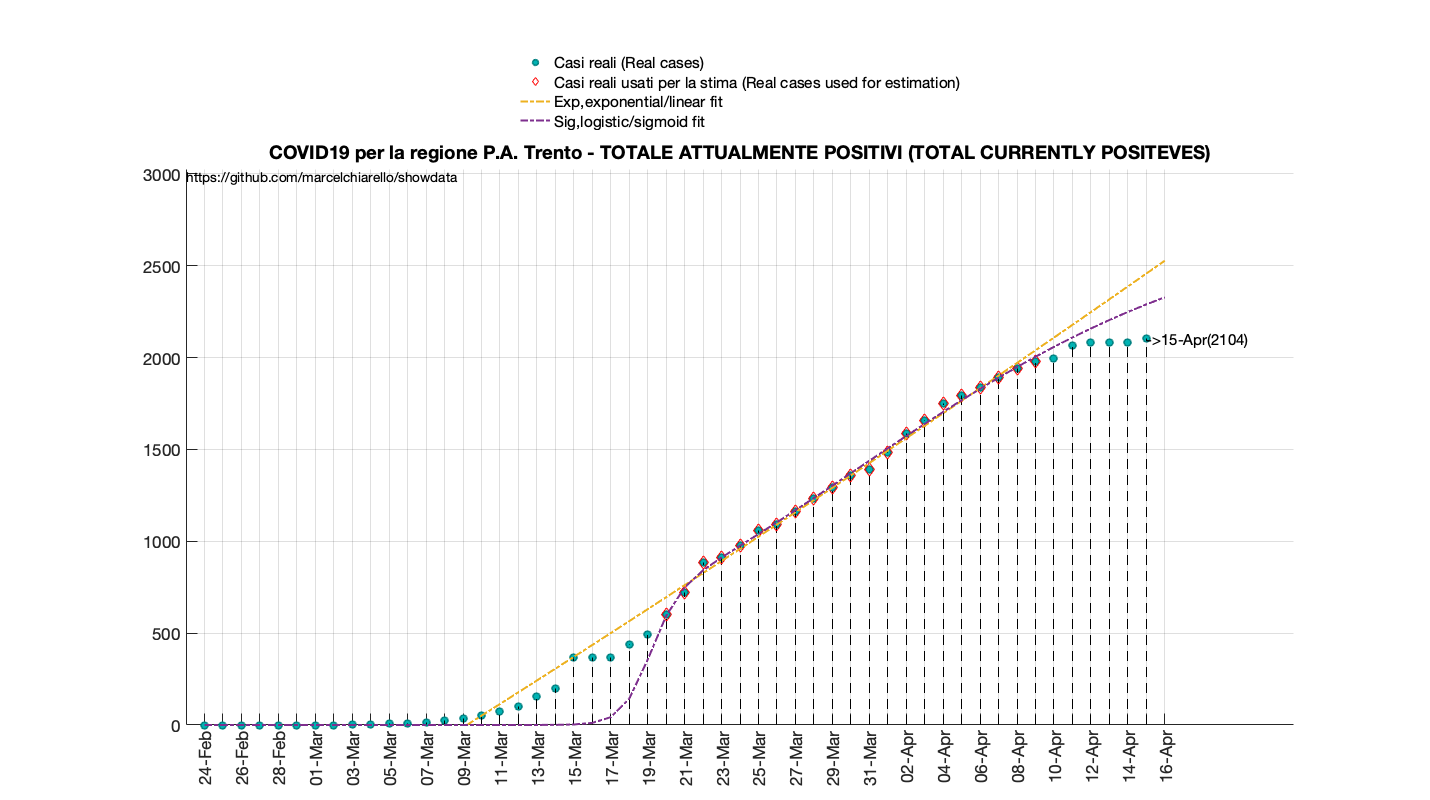 Casi reali (Real cases)
Casi reali usati per la stima (Real cases used for estimation)
Exp,exponential/linear fit
Sig,logistic/sigmoid fit
COVID19 per la regione P.A. Trento - TOTALE ATTUALMENTE POSITIVI (TOTAL CURRENTLY POSITEVES)
https://github.com/marcelchiarello/showdata
3000
2500
2000
1500
1000
500
0
->15-Apr(2104)
24-Feb
26-Feb
28-Feb
01-Mar
03-Mar
05-Mar
07-Mar
09-Mar
11-Mar
13-Mar
15-Mar
17-Mar
19-Mar
21-Mar
23-Mar
25-Mar
27-Mar
29-Mar
31-Mar
02-Apr
04-Apr
06-Apr
08-Apr
10-Apr
12-Apr
14-Apr
16-Apr